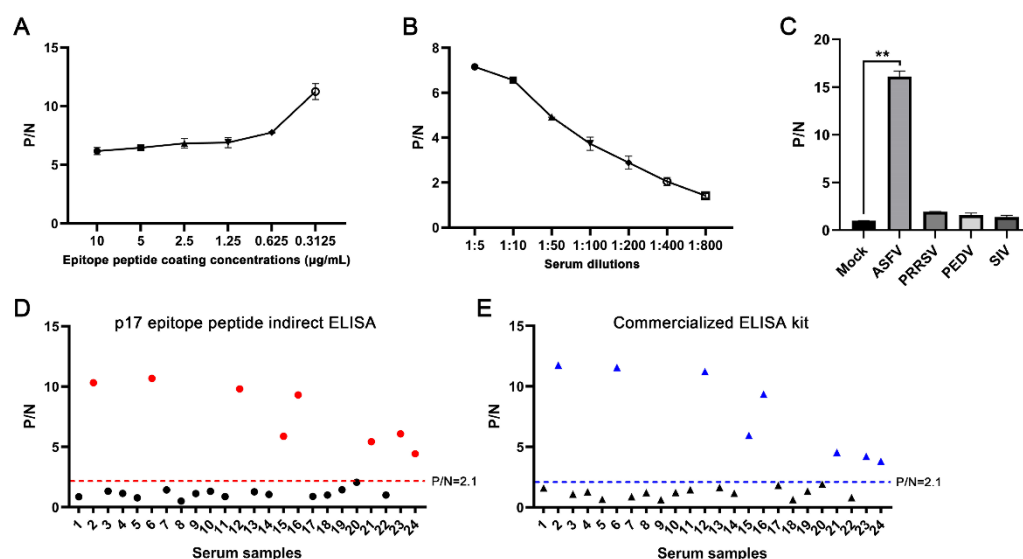 A
P/N
15
10
5
0
10 5 2.5 1.25 0.625 0.3125
Epitope peptide coating concentrations (μg/mL)
B
P/N
8
6
4
2
0
1:5 1:10 1:50 1:100 1:200 1:400 1:800
Serum dilutions
C
P/N
20
15
10
5
0
**
Mock ASFV PRRSV PEDV SIV
D
p17 epitope peptide indirect ELISA
P/N
15
10
5
0
P/N=2.1
1 2 3 4 5 6 7 8 9 10 11 12 13 14 15 16 17 18 19 20 21 22 23 24
Serum samples
E
Commercialized ELISA kit
P/N
15
10
5
0
P/N=2.1
1 2 3 4 5 6 7 8 9 10 11 12 13 14 15 16 17 18 19 20 21 22 23 24
Serum samples